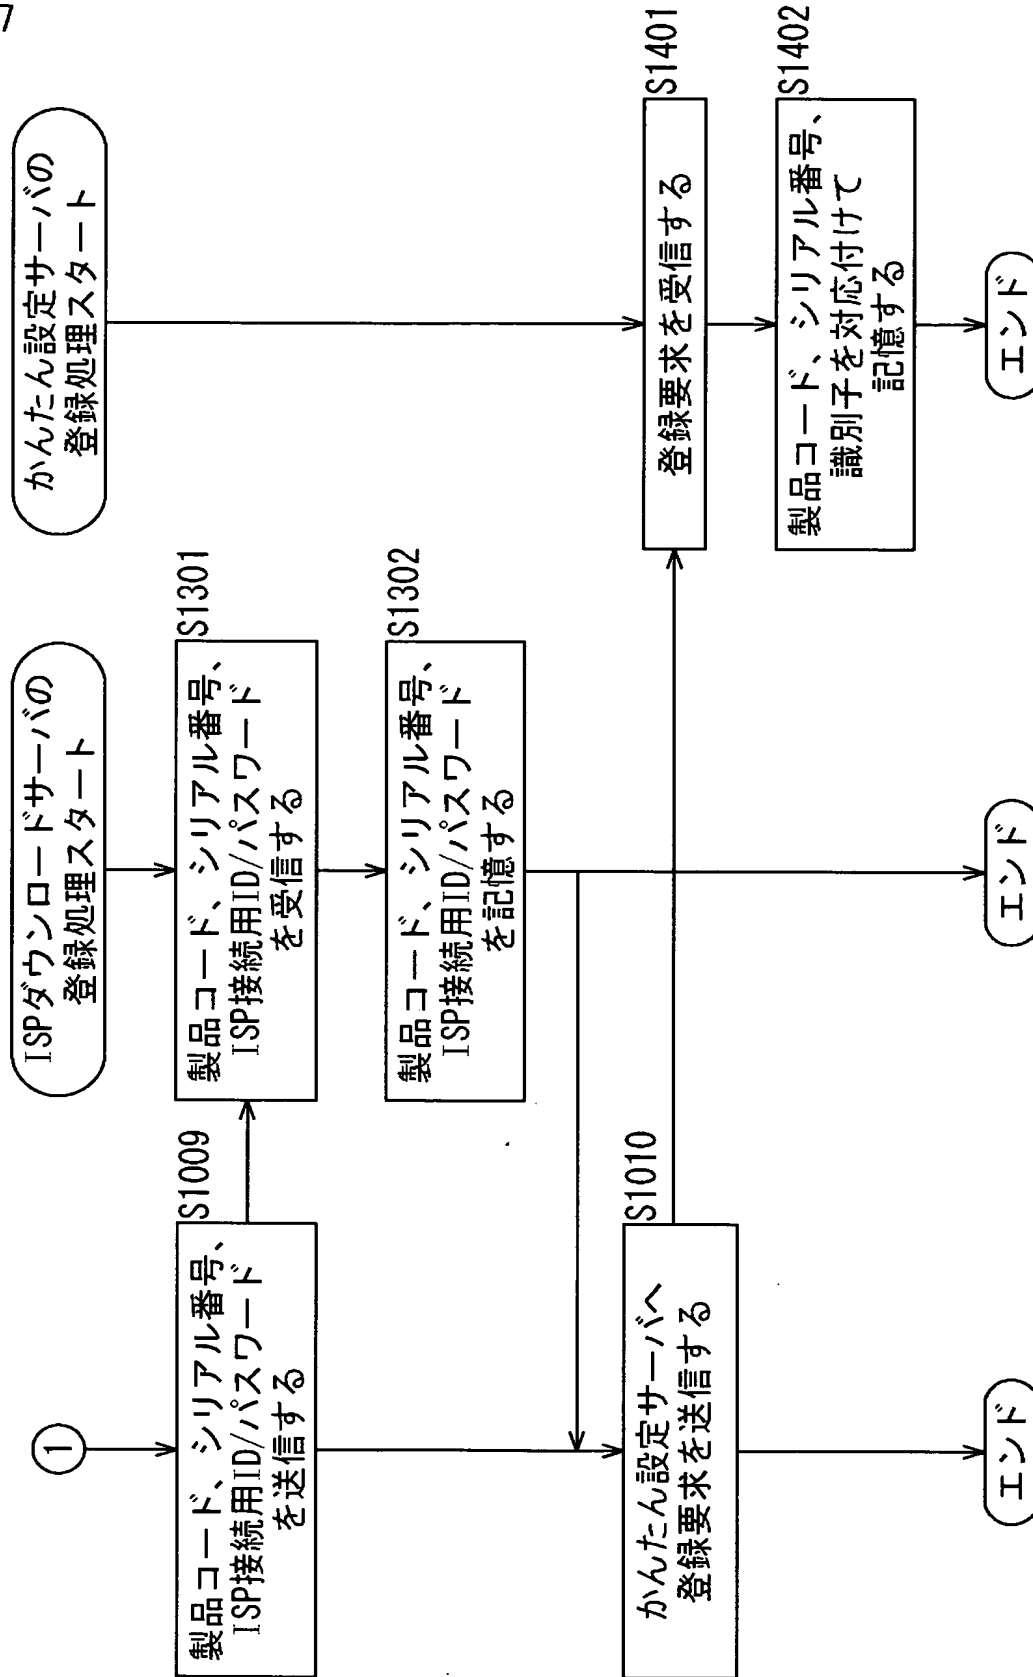 7
①
製品コード、シリアル番号、
ISP接続用ID/パスワード
を送信する
S1009
かんたん設定サーバへ
登録要求を送信する
S1010
エンド
ISPダウンロードサーバの
登録処理スタート
製品コード、シリアル番号、
ISP接続用ID/パスワード
を受信する
S1301
製品コード、シリアル番号、
ISP接続用ID/パスワード
を記憶する
S1302
エンド
かんたん設定サーバの
登録処理スタート
登録要求を受信する
S1401
製品コード、シリアル番号、
識別子を対応付けて
記憶する
S1402
エンド